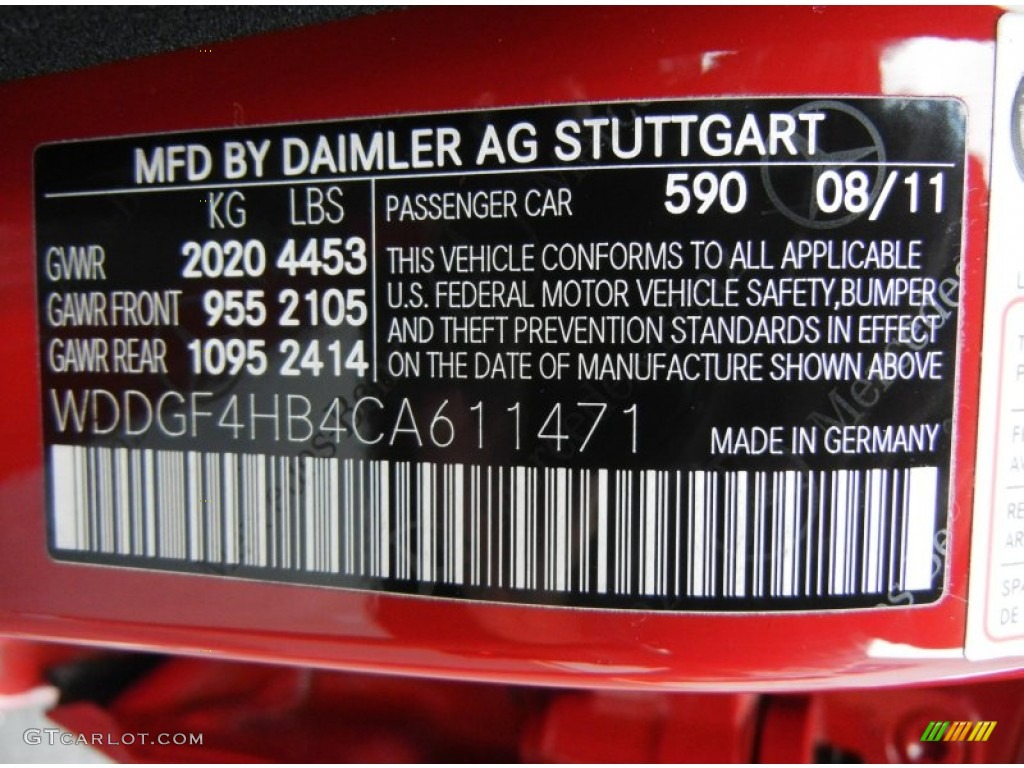 MFD BY DAIMLER AG STUTTGART
KG LBS
GVWR 2020 4453
GAWR FRONT 955 2105
GAWR REAR 1095 2414
PASSENGER CAR 590 08/11
THIS VEHICLE CONFORMS TO ALL APPLICABLE
U.S. FEDERAL MOTOR VEHICLE SAFETY,BUMPER
AND THEFT PREVENTION STANDARDS IN EFFECT
ON THE DATE OF MANUFACTURE SHOWN ABOVE
WDDGF4HB4CA611471
MADE IN GERMANY
GTCARLOT.COM